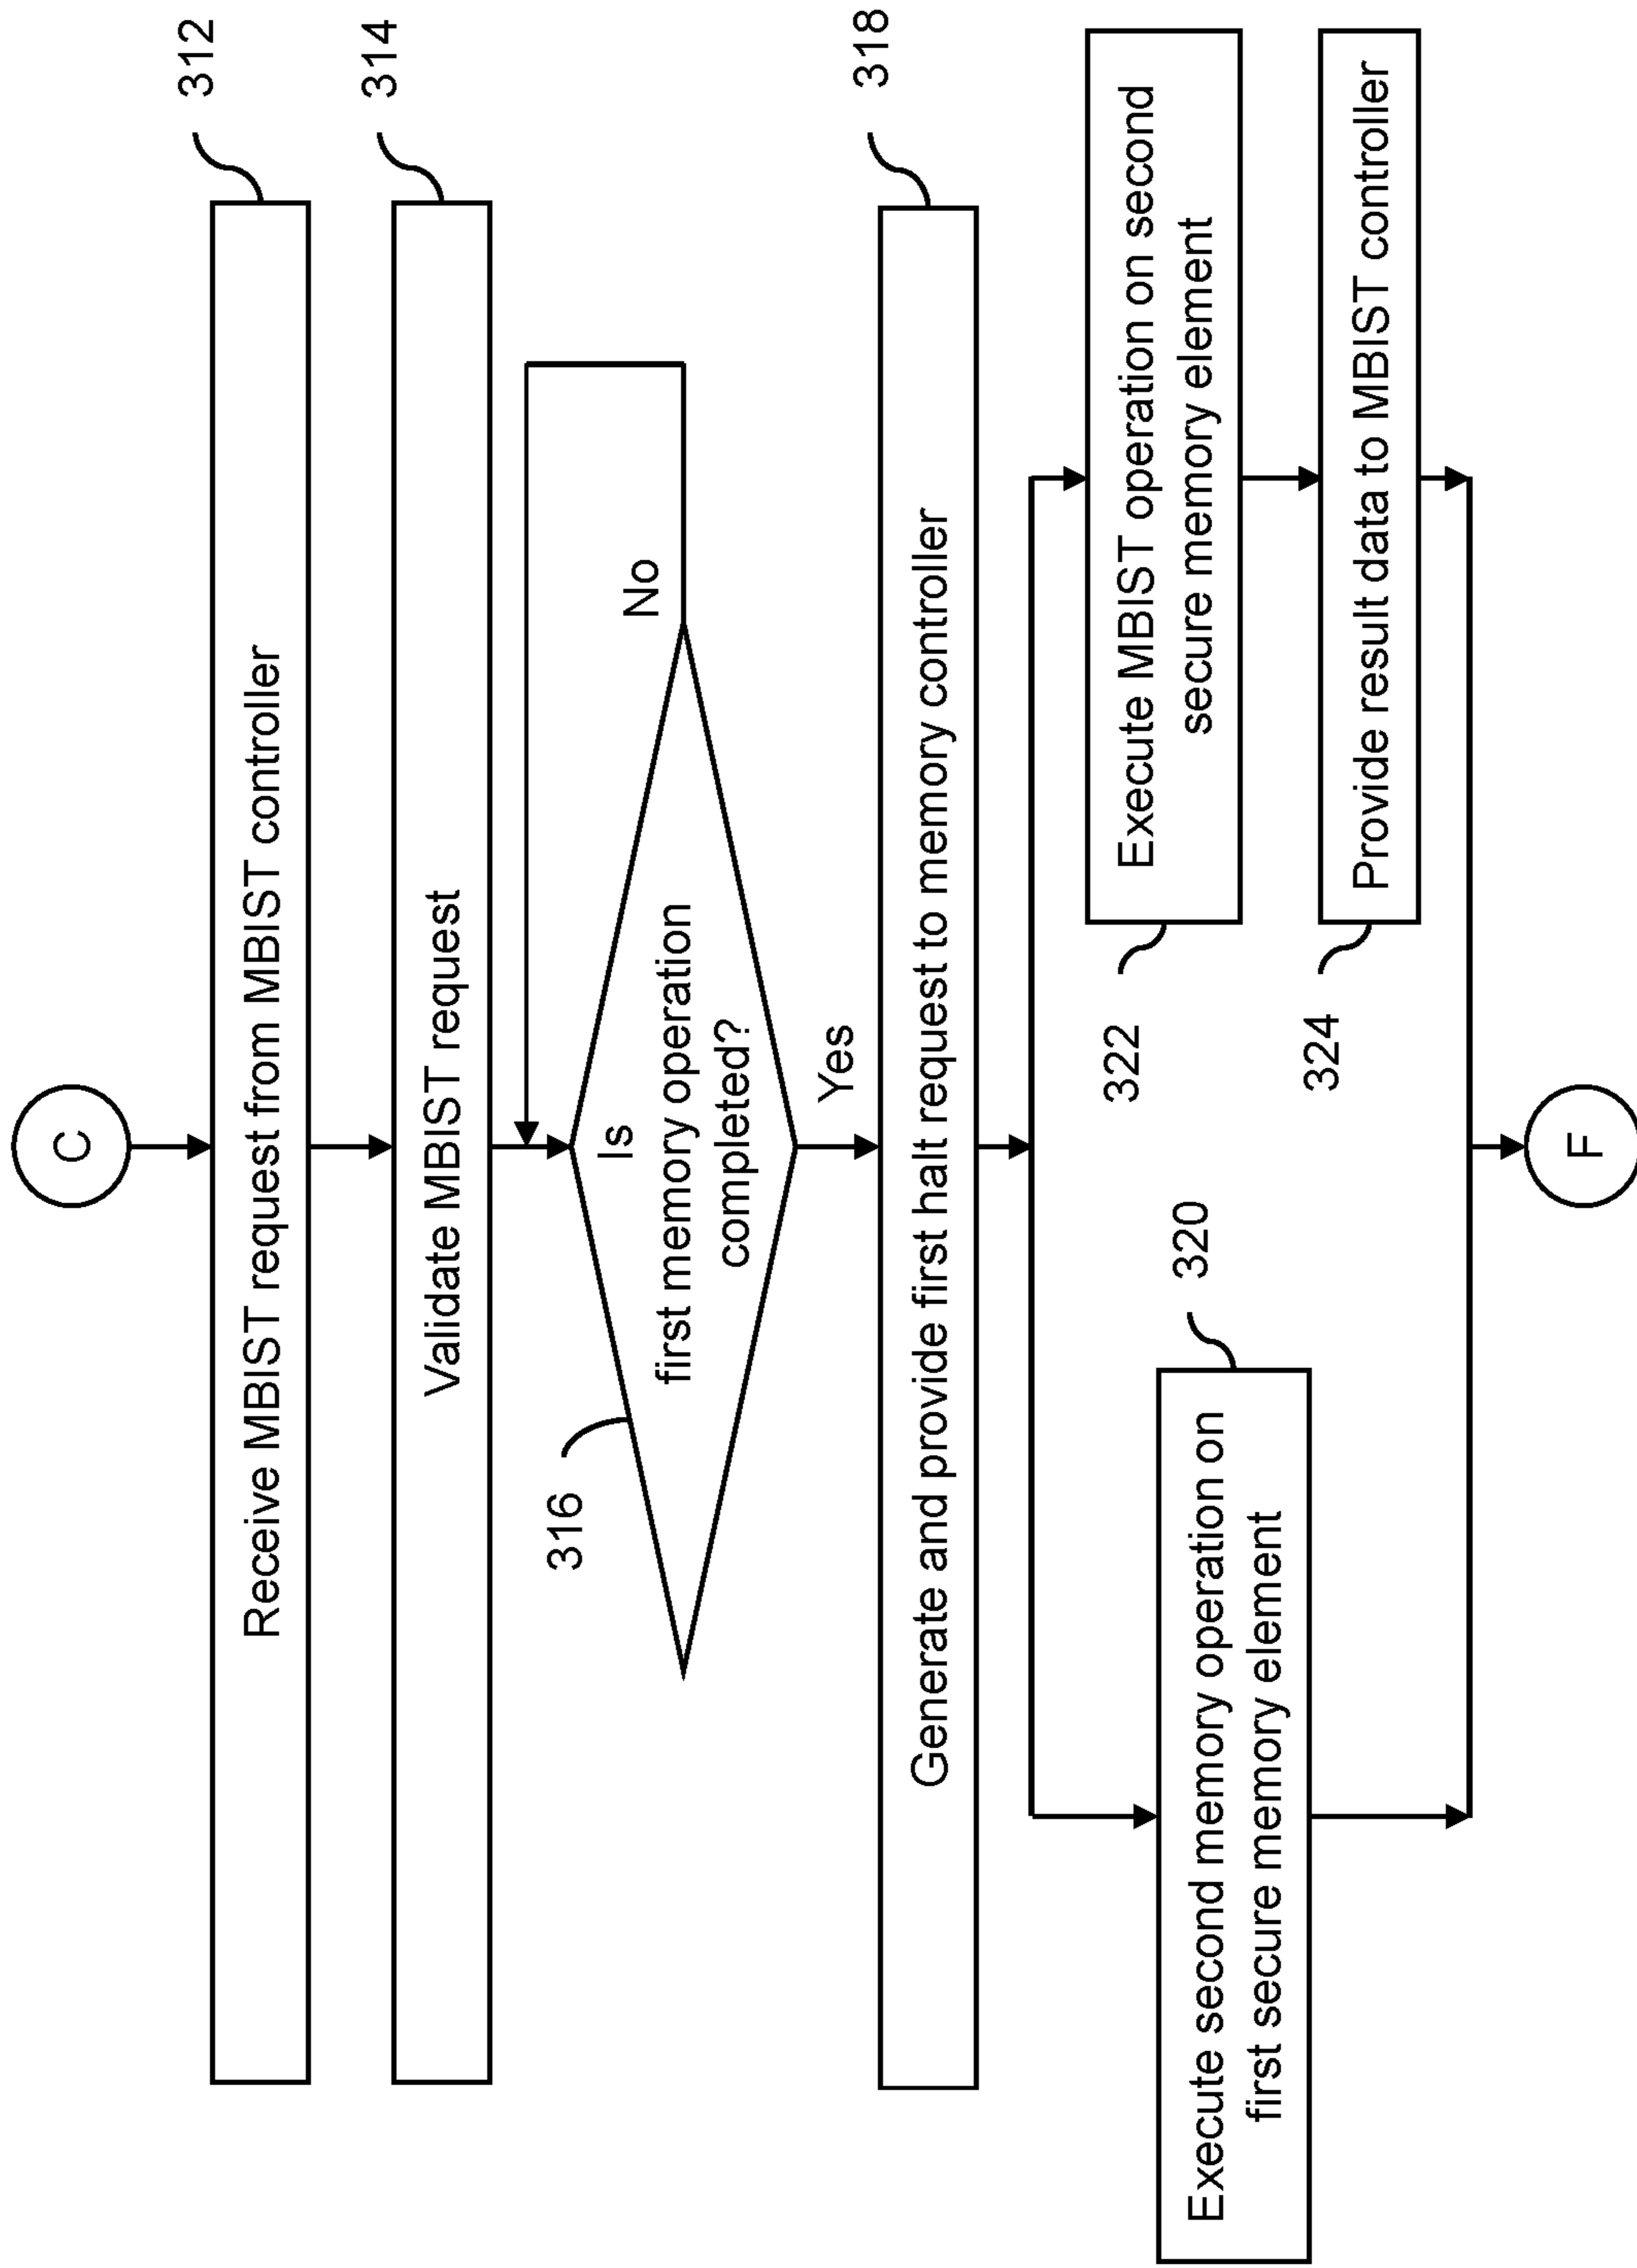 C
312
Receive MBIST request from MBIST controller
314
Validate MBIST request
316
Is
first memory operation
completed?
No
Yes
318
Generate and provide first halt request to memory controller
320
Execute second memory operation on
first secure memory element
322
Execute MBIST operation on second
secure memory element
324
Provide result data to MBIST controller
F